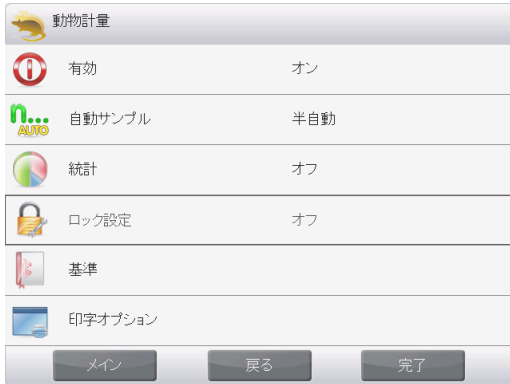 動物計量
有効 オン
n...
AUTO
自動サンプル 半自動
統計 オフ
ロック設定 オフ
基準
印字オプション
メイン 戻る 完了